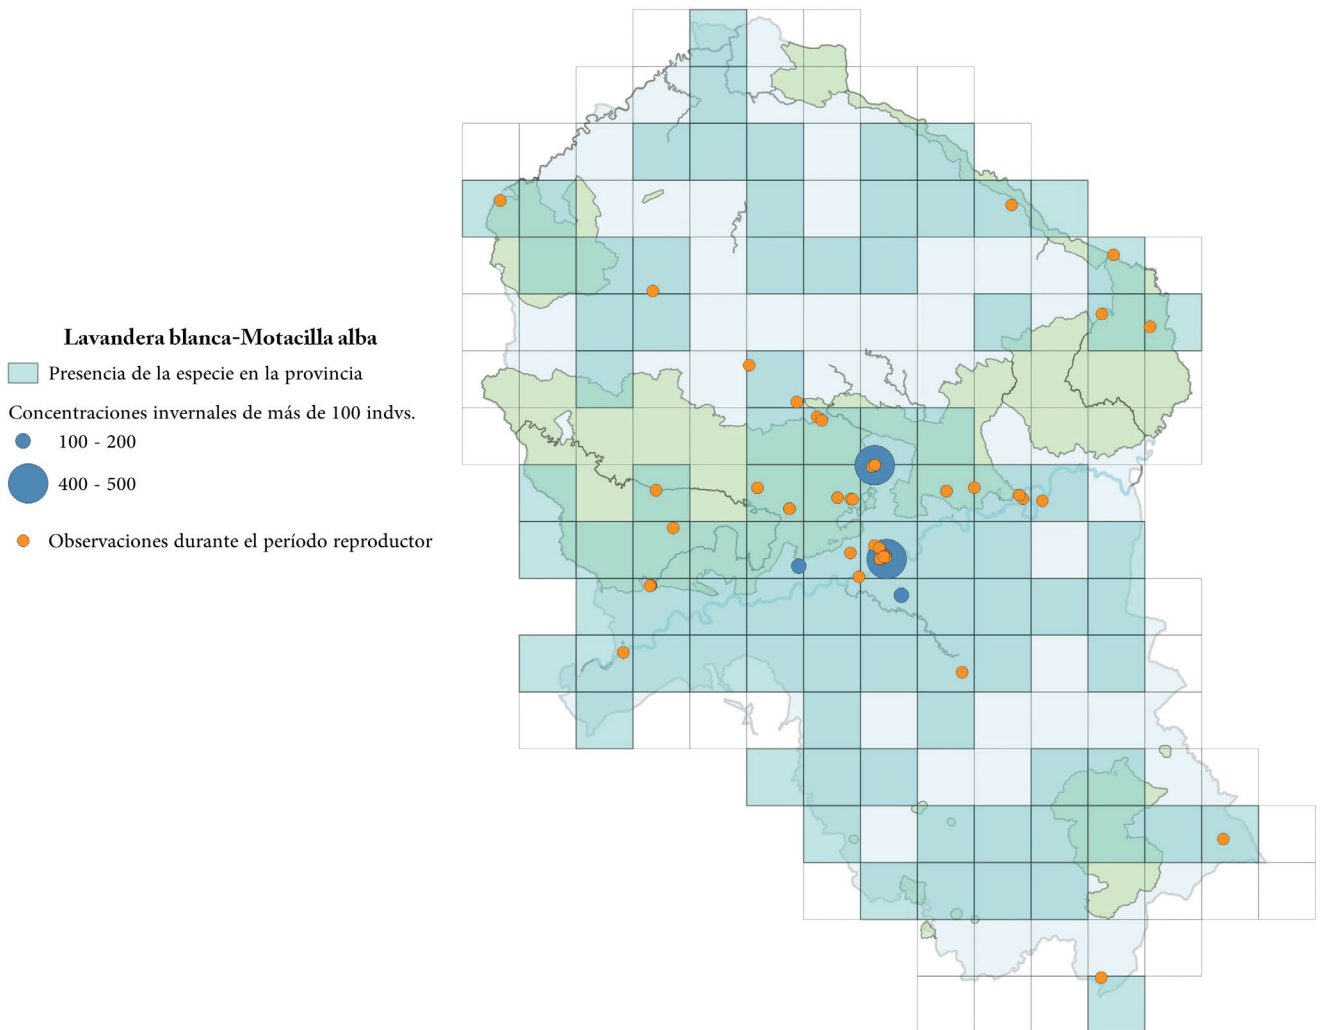 Lavandera blanca-Motacilla alba
Presencia de la especie en la provincia
Concentraciones invernales de más de 100 indvs.
100 - 200
400 - 500
Observaciones durante el período reproductor